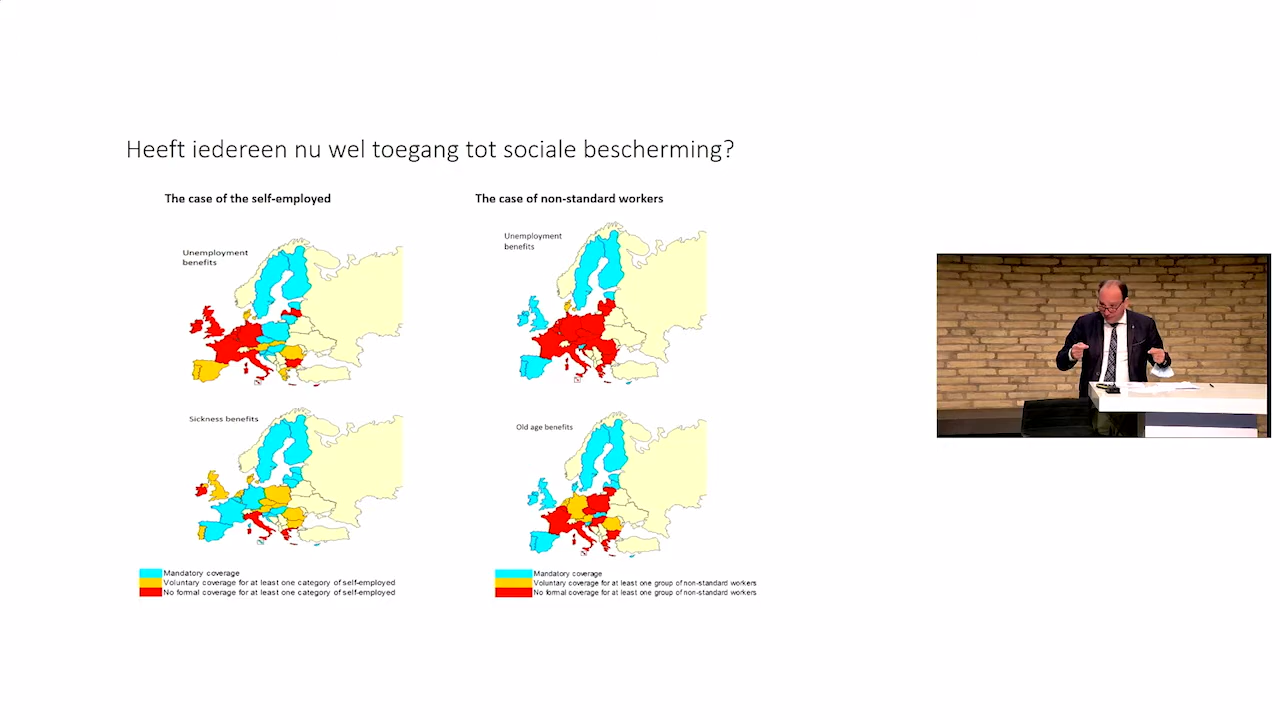 Heeft iedereen nu wel toegang tot sociale bescherming?
The case of the self-employed
Unemployment
benefits
Sickness benefits
Mandatory coverage
Voluntary coverage for at least one category of self-employed
No formal coverage for at least one category of self-employed
The case of non-standard workers
Unemployment
benefits
Old age benefits
Mandatory coverage
Voluntary coverage for at least one group of non-standard workers
No formal coverage for at least one group of non-standard workers